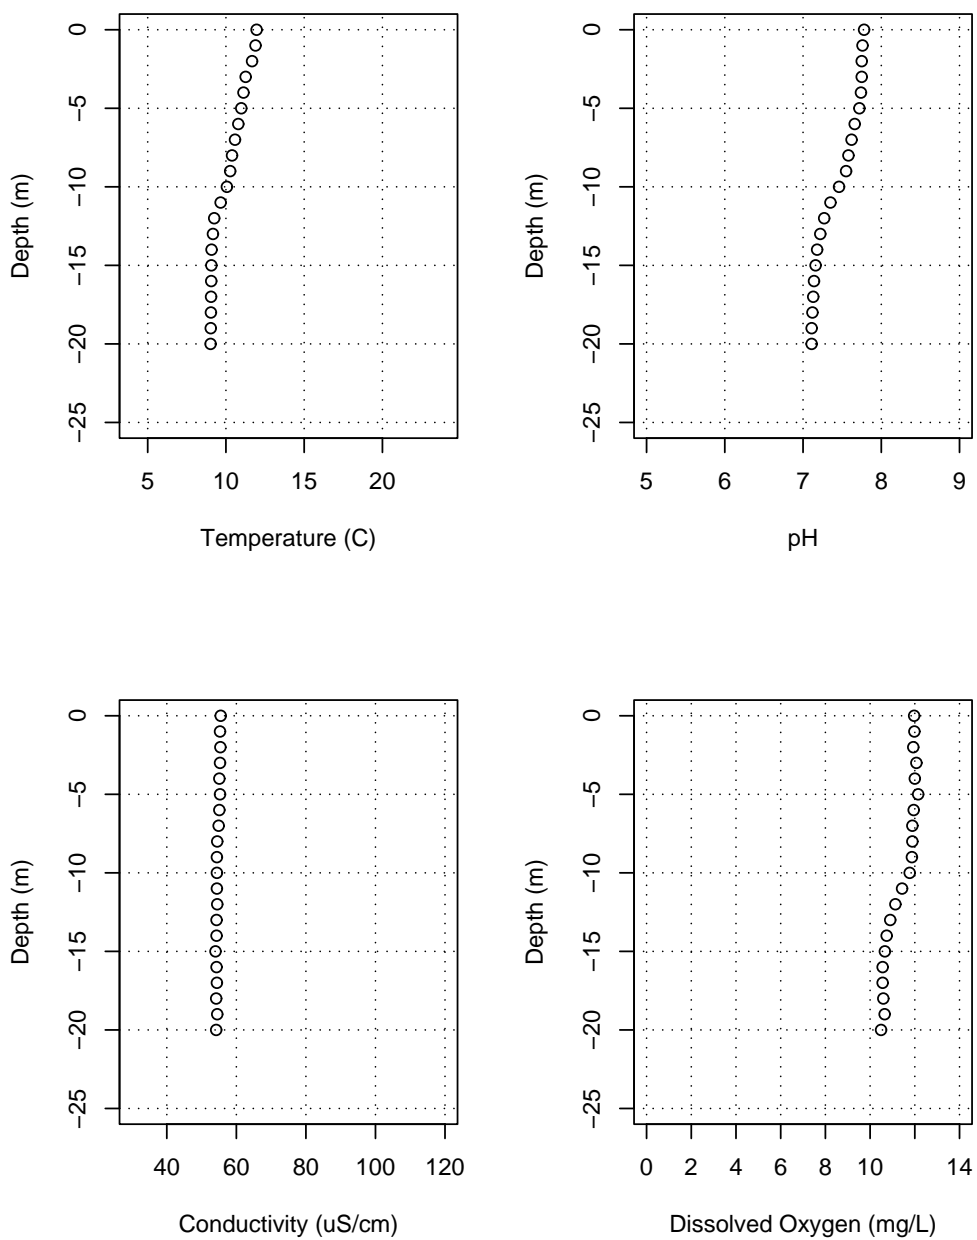 0
−5
−10
−15
−20
−25
Depth (m)
5 10 15 20
Temperature (C)
0
−5
−10
−15
−20
−25
Depth (m)
5 6 7 8 9
pH
0
−5
−10
−15
−20
−25
Depth (m)
40 60 80 100 120
Conductivity (uS/cm)
0
−5
−10
−15
−20
−25
Depth (m)
0 2 4 6 8 10 12 14
Dissolved Oxygen (mg/L)